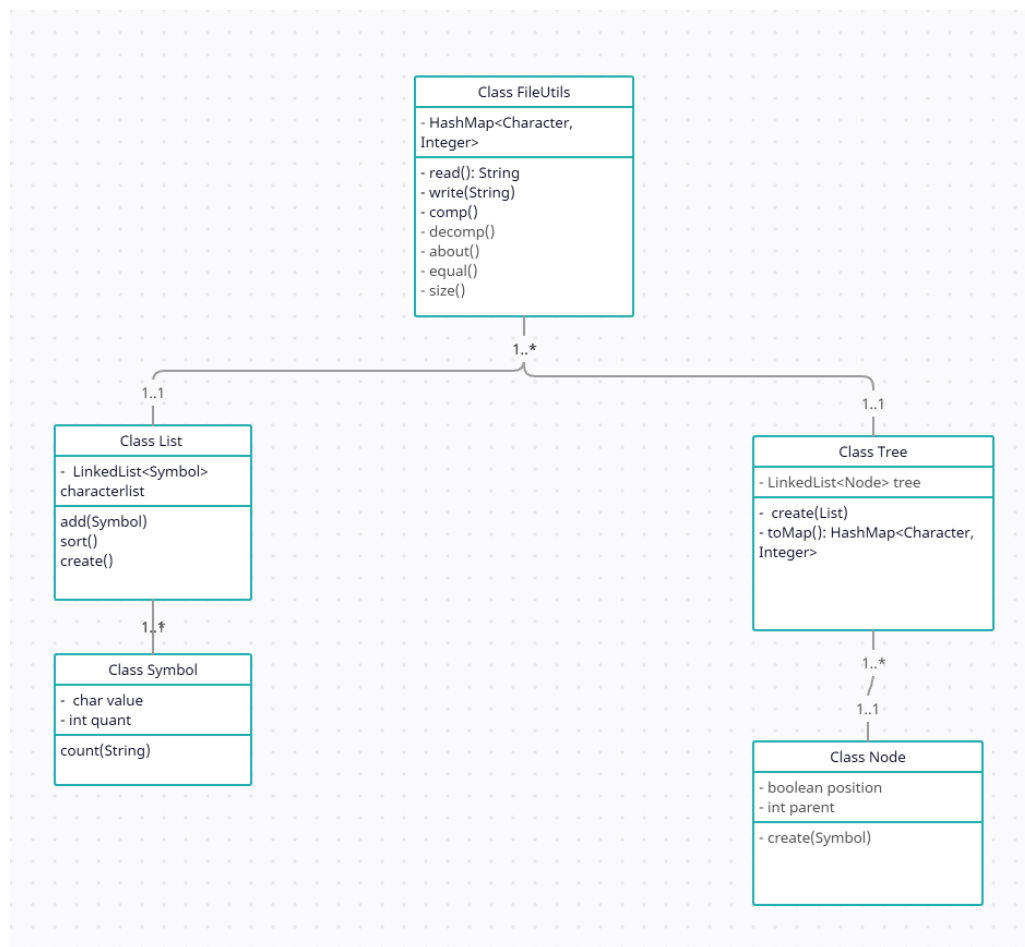 Class FileUtils
- HashMap<Character,
Integer>
- read(): String
- write(String)
- comp()
- decomp()
- about()
- equal()
- size()
1..*
1..1
1..1
Class List
-  LinkedList<Symbol>
characterlist
add(Symbol)
sort()
create()
Class Tree
- LinkedList<Node> tree
-  create(List)
- toMap(): HashMap<Character,
Integer>
Class Symbol
-  char value
- int quant
count(String)
1..*
1..1
Class Node
- boolean position
- int parent
- create(Symbol)